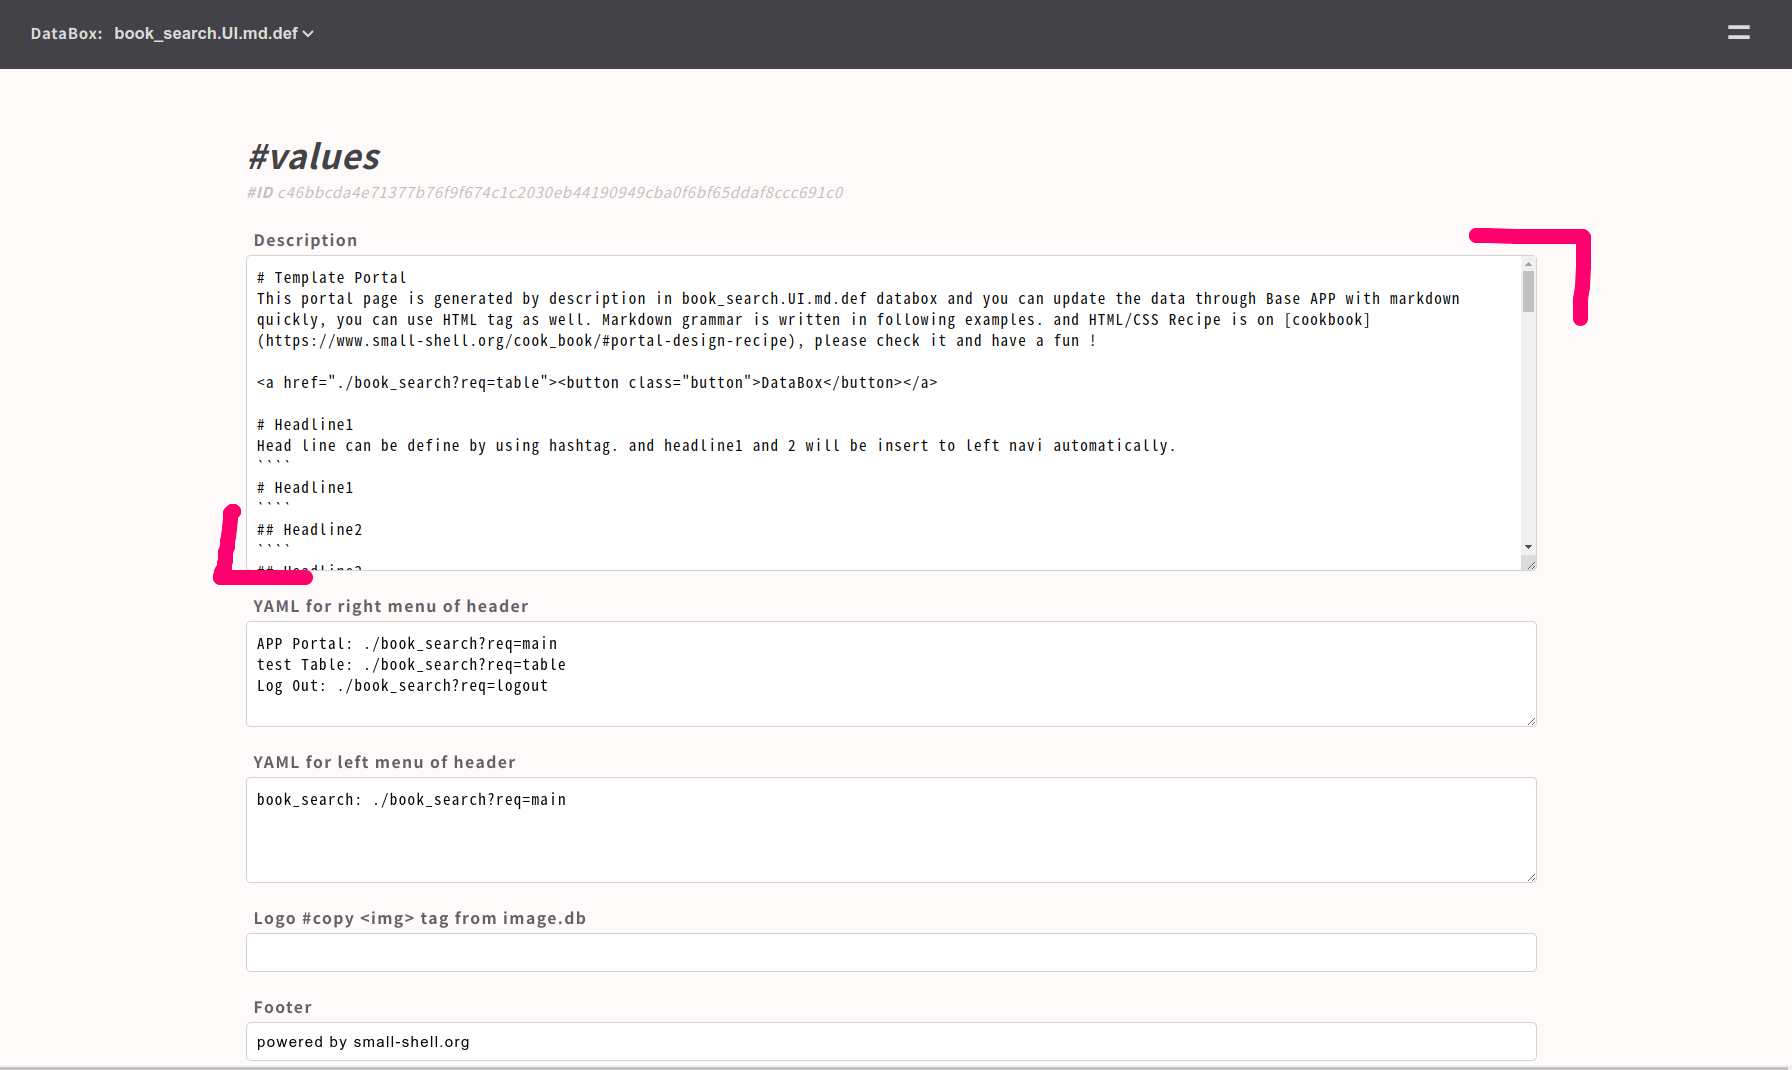 DataBox: book_search.UI.md.def
#values
#ID c46bbcda4e71377b76f9f674c1c2030eb44190949cba0f6bf65ddaf8ccc691c0
Description
# Template Portal
This portal page is generated by description in book_search.UI.md.def databox and you can update the data through Base APP with markdown
quickly, you can use HTML tag as well. Markdown grammar is written in following examples. and HTML/CSS Recipe is on [cookbook]
(https://www.small-shell.org/cook_book/#portal-design-recipe), please check it and have a fun !
<a href="./book_search?req=table"><button class="button">DataBox</button></a>
# Headline1
Head line can be define by using hashtag. and headline1 and 2 will be insert to left navi automatically.
````
# Headline1
````
## Headline2
````
## Headline2
YAML for right menu of header
APP Portal: ./book_search?req=main
test Table: ./book_search?req=table
Log Out: ./book_search?req=logout
YAML for left menu of header
book_search: ./book_search?req=main
Logo #copy <img> tag from image.db
Footer
powered by small-shell.org